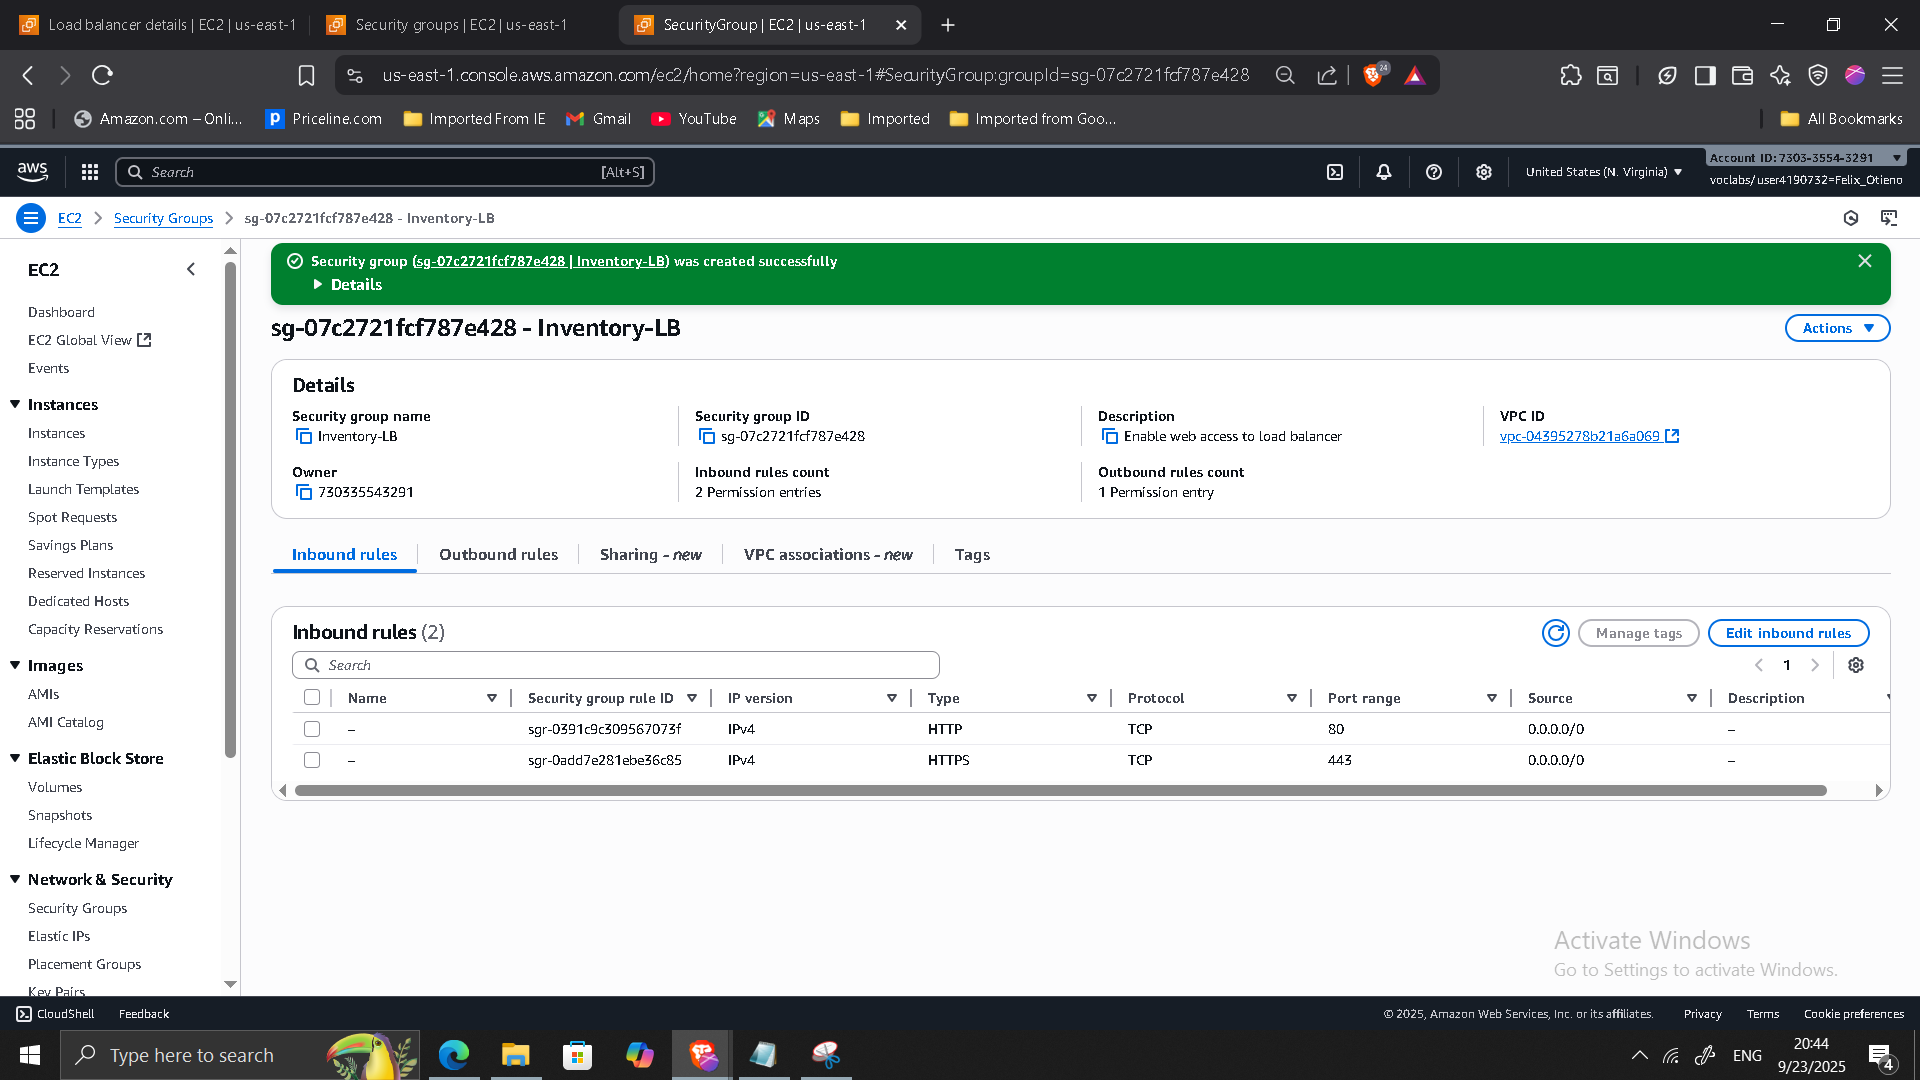 Load balancer details | EC2 | us-east-1
Security groups | EC2 | us-east-1
SecurityGroup | EC2 | us-east-1
us-east-1.console.aws.amazon.com/ec2/home?region=us-east-1#SecurityGroup:groupId=sg-07c2721fcf787e428
24
Amazon.com – Onli...
Priceline.com
Imported From IE
Gmail
YouTube
Maps
Imported
Imported from Goo...
All Bookmarks
aws
Search
[Alt+S]
United States (N. Virginia)
Account ID: 7303-3554-3291
voclabs/user4190732=Felix_Otieno
EC2
Security Groups
sg-07c2721fcf787e428 - Inventory-LB
EC2
Dashboard
EC2 Global View
Events
Instances
Instances
Instance Types
Launch Templates
Spot Requests
Savings Plans
Reserved Instances
Dedicated Hosts
Capacity Reservations
Images
AMIs
AMI Catalog
Elastic Block Store
Volumes
Snapshots
Lifecycle Manager
Network & Security
Security Groups
Elastic IPs
Placement Groups
Key Pairs
Security group (sg-07c2721fcf787e428 | Inventory-LB) was created successfully
Details
sg-07c2721fcf787e428 - Inventory-LB
Actions
Details
Security group name
Inventory-LB
Security group ID
sg-07c2721fcf787e428
Description
Enable web access to load balancer
VPC ID
vpc-04395278b21a6a069
Owner
730335543291
Inbound rules count
2 Permission entries
Outbound rules count
1 Permission entry
Inbound rules
Outbound rules
Sharing - new
VPC associations - new
Tags
Inbound rules (2)
Manage tags
Edit inbound rules
Search
1
Name Security group rule ID IP version Type Protocol Port range Source Description
– sgr-0391c9c309567073f IPv4 HTTP TCP 80 0.0.0.0/0 –
– sgr-0add7e281ebe36c85 IPv4 HTTPS TCP 443 0.0.0.0/0 –
Activate Windows
Go to Settings to activate Windows.
CloudShell
Feedback
© 2025, Amazon Web Services, Inc. or its affiliates.
Privacy
Terms
Cookie preferences
Type here to search
ENG
20:44
9/23/2025
4